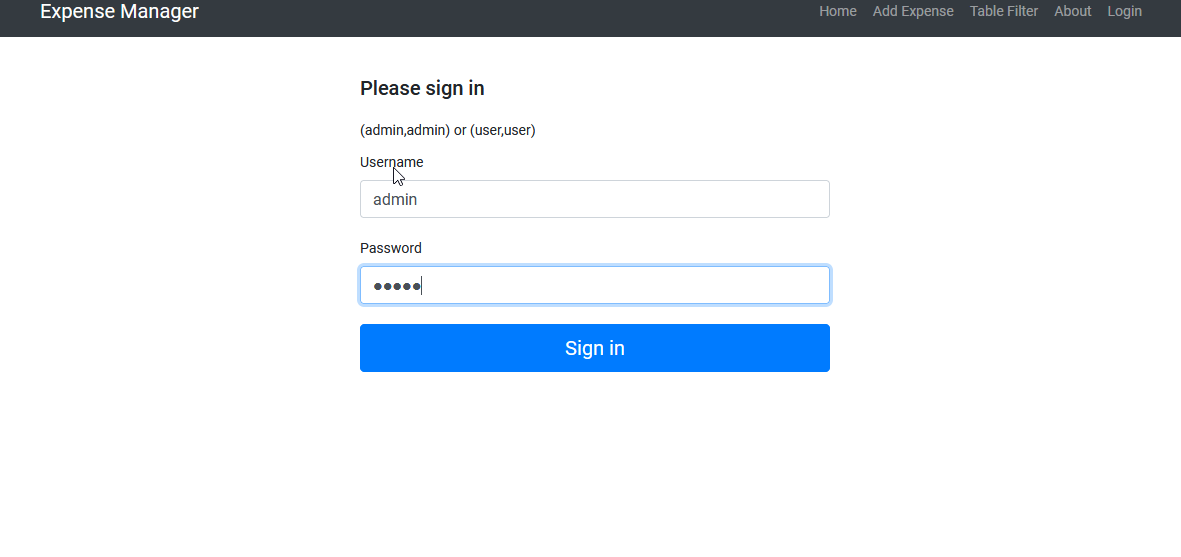 Expense Manager Home Add Expense Table Filter About Login
Please sign in
(admin,admin) or (user,user)
Username
admin
Password
●●●●●
Sign in